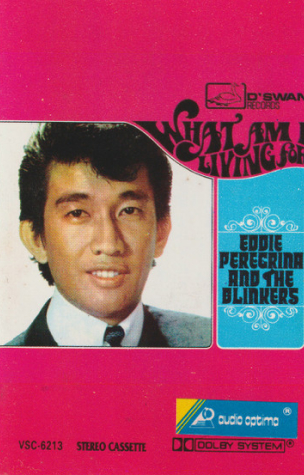 D'SWAN
RECORDS
WHAT AM I
LIVING FOR
EDDIE
PEREGRINA
AND THE
BLINKERS
audio optima ®
DOLBY SYSTEM ®
VSC-6213 STEREO CASSETTE